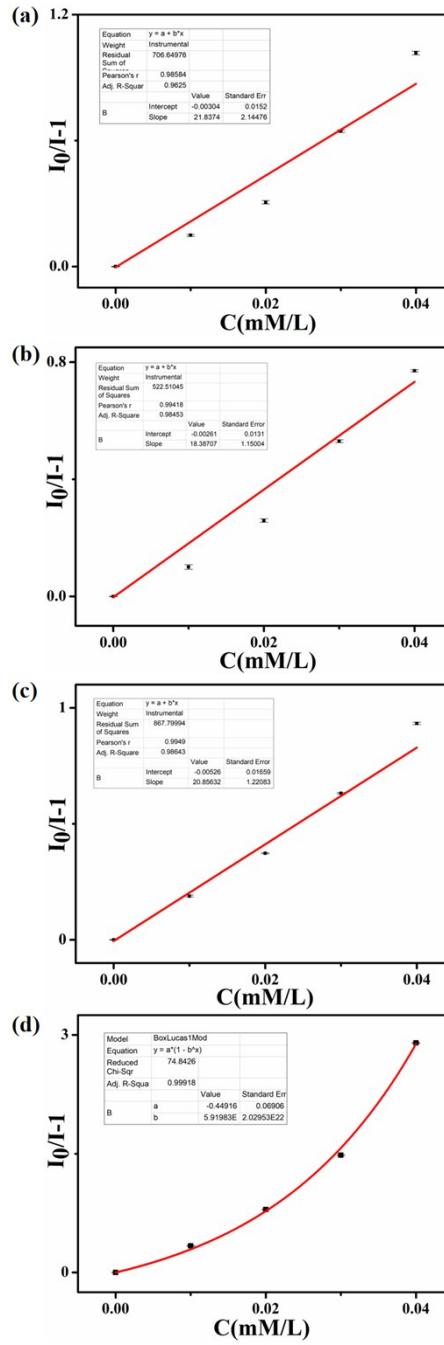 (a)
1.2
Equation y = a + b*x
Weight Instrumental
Residual Sum of Squares 706.64976
Pearson's r 0.98584
Adj. R-Squar 0.9625
Value Standard Err
B Intercept -0.00304 0.0152
Slope 21.8374 2.14476
I0/I-1
0.0
0.00 0.02 0.04
C(mM/L)
(b)
0.8
Equation y = a + b*x
Weight Instrumental
Residual Sum 522.51045
of Squares
Pearson's r 0.99418
Adj. R-Square 0.98453
Value Standard Error
B Intercept -0.00261 0.0131
Slope 18.38707 1.15004
I0/I-1
0.0
0.00 0.02 0.04
C(mM/L)
(c)
1
Equation y = a + b*x
Weight Instrumental
Residual Sum 867.79994
of Squares
Pearson's r 0.9949
Adj. R-Square 0.98643
Value Standard Error
B Intercept -0.00526 0.01659
Slope 20.85632 1.22083
I0/I-1
0
0.00 0.02 0.04
C(mM/L)
(d)
3
Model BoxLucas1Mod
Equation y = a*(1 - b^x)
Reduced 74.8426
Chi-Sqr
Adj. R-Squa 0.99918
Value Standard Err
B a -0.44916 0.06906
b 5.91983E 2.02953E22
I0/I-1
0
0.00 0.02 0.04
C(mM/L)